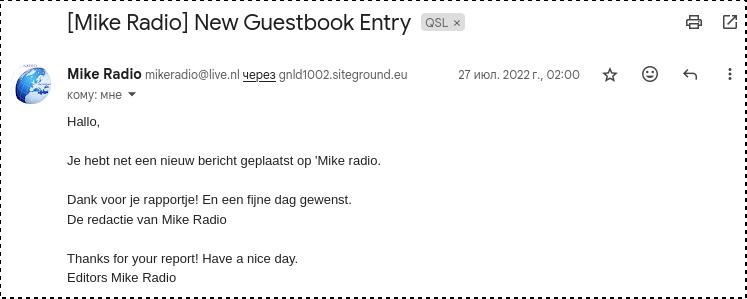 [Mike Radio] New Guestbook Entry QSL ×
Mike Radio mikeradio@live.nl через gnld1002.siteground.eu 27 июл. 2022 г., 02:00
кому: мне
Hallo,
Je hebt net een nieuw bericht geplaatst op 'Mike radio.
Dank voor je rapportje! En een fijne dag gewenst.
De redactie van Mike Radio
Thanks for your report! Have a nice day.
Editors Mike Radio